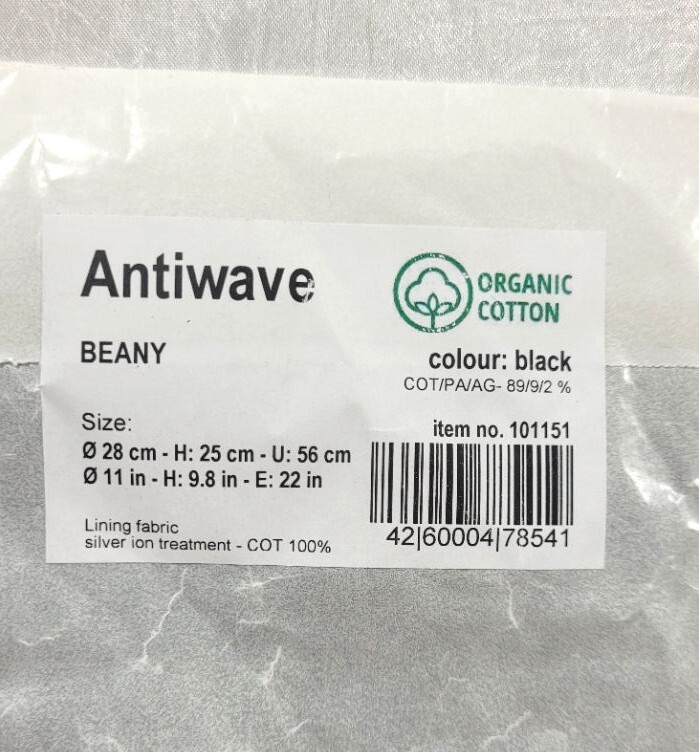 Antiwave
ORGANIC
COTTON
BEANY
colour: black
COT/PA/AG- 89/9/2 %
Size:
Ø 28 cm - H: 25 cm - U: 56 cm
Ø 11 in - H: 9.8 in - E: 22 in
item no. 101151
Lining fabric
silver ion treatment - COT 100%
42|60004|78541